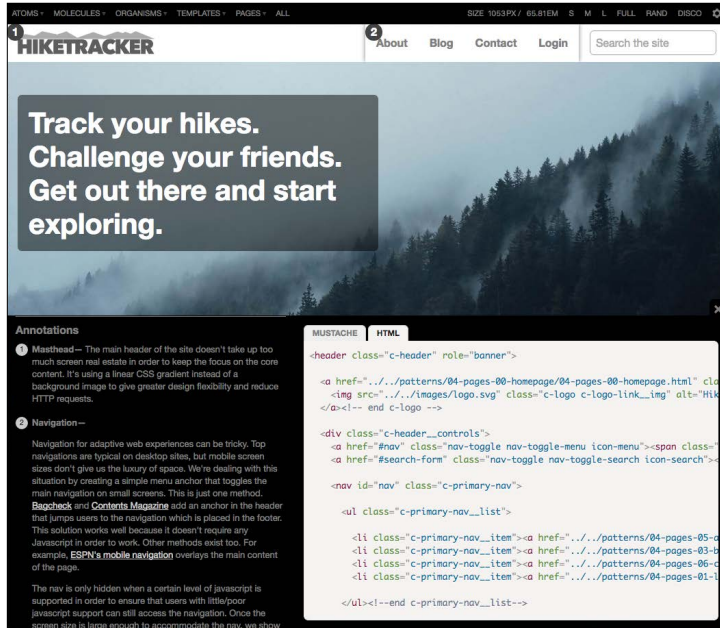 ATOMS MOLECULES ORGANISMS TEMPLATES PAGES ALL SIZE 1053PX / 65.81EM S M L FULL RAND DISCO
1 HIKETRACKER 2 About Blog Contact Login Search the site
Track your hikes.
Challenge your friends.
Get out there and start
exploring.
Annotations
1 Masthead— The main header of the site doesn't take up too
much screen real estate in order to keep the focus on the core
content. It's using a linear CSS gradient instead of a
background image to give greater design flexibility and reduce
HTTP requests.
2 Navigation—
Navigation for adaptive web experiences can be tricky. Top
navigations are typical on desktop sites, but mobile screen
sizes don't give us the luxury of space. We're dealing with this
situation by creating a simple menu anchor that toggles the
main navigation on small screens. This is just one method.
Bagcheck and Contents Magazine add an anchor in the header
that jumps users to the navigation which is placed in the footer.
This solution works well because it doesn't require any
Javascript in order to work. Other methods exist too. For
example, ESPN's mobile navigation overlays the main content
of the page.
The nav is only hidden when a certain level of javascript is
supported in order to ensure that users with little/poor
javascript support can still access the navigation. Once the
screen size is large enough to accommodate the nav, we show
MUSTACHE HTML
<header class="c-header" role="banner">
<a href="../../patterns/04-pages-00-homepage/04-pages-00-homepage.html" cla
<img src="../../images/logo.svg" class="c-logo c-logo-link__img" alt="Hik
</a><!-- end c-logo -->
<div class="c-header__controls">
<a href="#nav" class="nav-toggle nav-toggle-menu icon-menu"><span class="
<a href="#search-form" class="nav-toggle nav-toggle-search icon-search"><
<nav id="nav" class="c-primary-nav">
<ul class="c-primary-nav__list">
<li class="c-primary-nav__item"><a href="../../patterns/04-pages-05-a
<li class="c-primary-nav__item"><a href="../../patterns/04-pages-03-b
<li class="c-primary-nav__item"><a href="../../patterns/04-pages-06-c
<li class="c-primary-nav__item"><a href="../../patterns/04-pages-01-l
</ul><!--end c-primary-nav__list-->